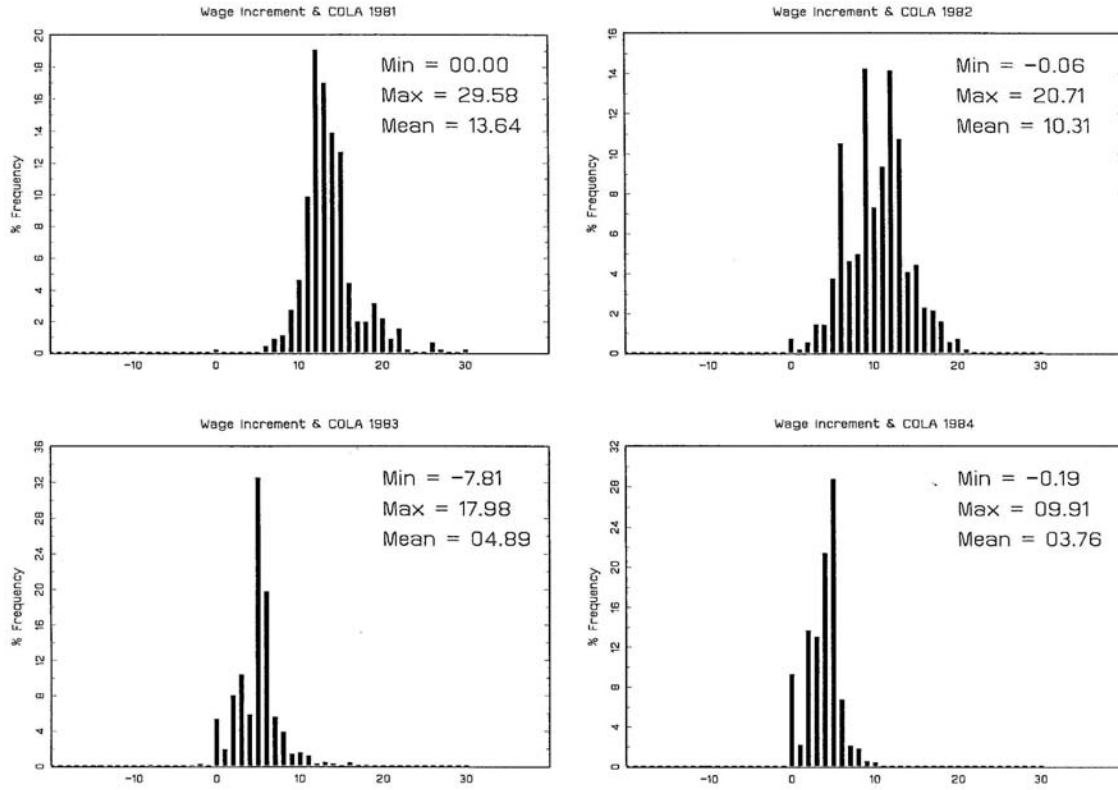 Wage Increment & COLA 1981
Min = 00.00
Max = 29.58
Mean = 13.64
% Frequency
20
18
16
14
12
10
8
6
4
2
0
-10 0 10 20 30
Wage Increment & COLA 1982
Min = -0.06
Max = 20.71
Mean = 10.31
% Frequency
16
14
12
10
8
6
4
2
0
-10 0 10 20 30
Wage Increment & COLA 1983
Min = -7.81
Max = 17.98
Mean = 04.89
% Frequency
36
32
28
24
20
16
12
8
4
0
-10 0 10 20 30
Wage Increment & COLA 1984
Min = -0.19
Max = 09.91
Mean = 03.76
% Frequency
32
28
24
20
16
12
8
4
0
-10 0 10 20 30